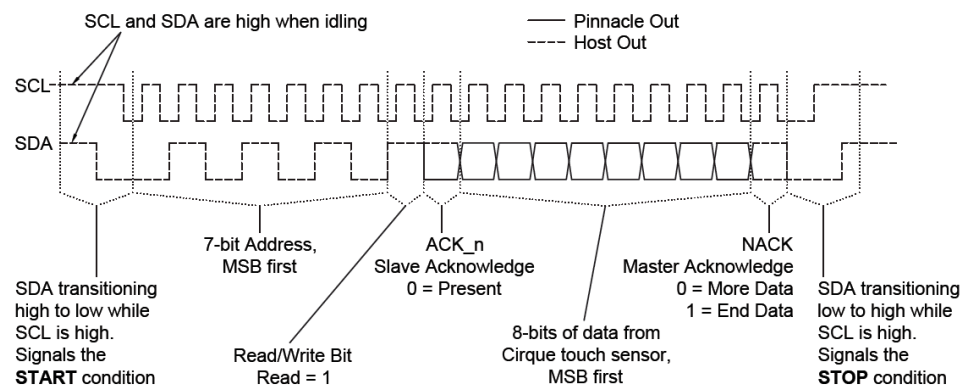 SCL and SDA are high when idling
Pinnacle Out
Host Out
SCL
SDA
7-bit Address,
MSB first
ACK_n
Slave Acknowledge
0 = Present
NACK
Master Acknowledge
0 = More Data
1 = End Data
SDA transitioning
high to low while
SCL is high.
Signals the
START condition
Read/Write Bit
Read = 1
8-bits of data from
Cirque touch sensor,
MSB first
SDA transitioning
low to high while
SCL is high.
Signals the
STOP condition